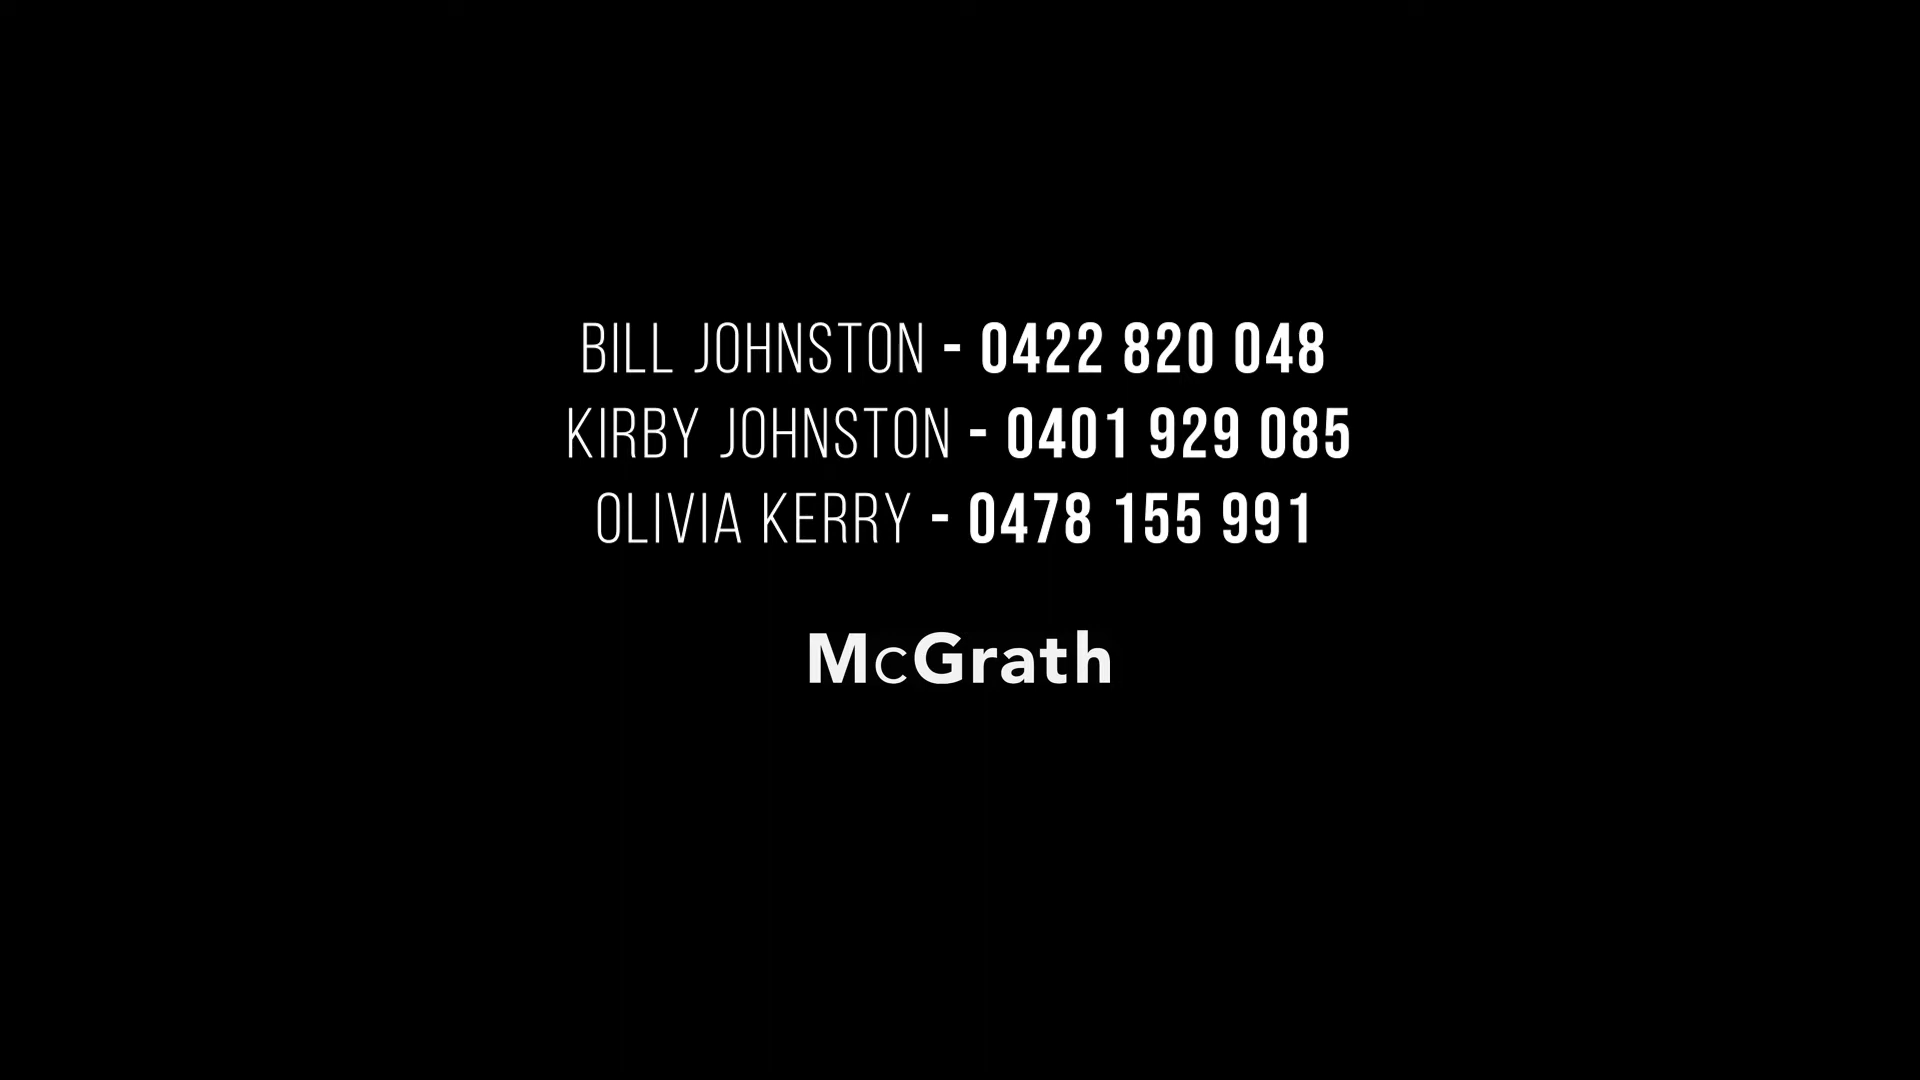 BILL JOHNSTON - 0422 820 048
KIRBY JOHNSTON - 0401 929 085
OLIVIA KERRY - 0478 155 991
McGrath